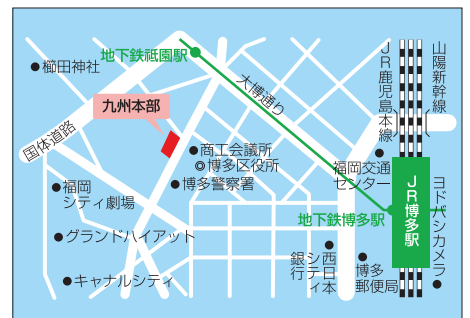 地下鉄祇園駅
櫛田神社
九州本部
国体道路
大博通り
JR鹿児島本線
山陽新幹線
商工会議所
博多区役所
博多警察署
福岡交通
センター
福岡
シティ劇場
地下鉄博多駅
JR博多駅
ヨドバシカメラ
グランドハイアット
キャナルシティ
西日本
シティ
銀行
博多
郵便局